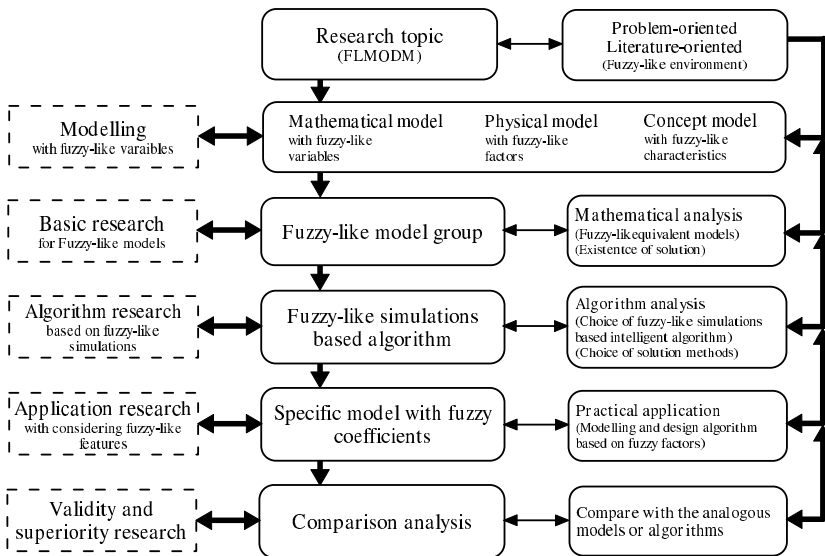 Research topic
(FLMODM)
Problem-oriented
Literature-oriented
(Fuzzy-like environment)
Modelling
with fuzzy-like varaibles
Mathematical model
with fuzzy-like
variables
Physical model
with fuzzy-like
factors
Concept model
with fuzzy-like
characteristics
Basic research
for Fuzzy-like models
Fuzzy-like model group
Mathematical analysis
(Fuzzy-likequivalent models)
(Existentce of solution)
Algorithm research
based on fuzzy-like
simulations
Fuzzy-like simulations
based algorithm
Algorithm analysis
(Choice of fuzzy-like simulations
based intelligent algorithm)
(Choice of solution methods)
Application research
with considering fuzzy-like
features
Specific model with fuzzy
coefficients
Practical application
(Modelling and design algorithm
based on fuzzy factors)
Validity and
superiority research
Comparison analysis
Compare with the analogous
models or algorithms